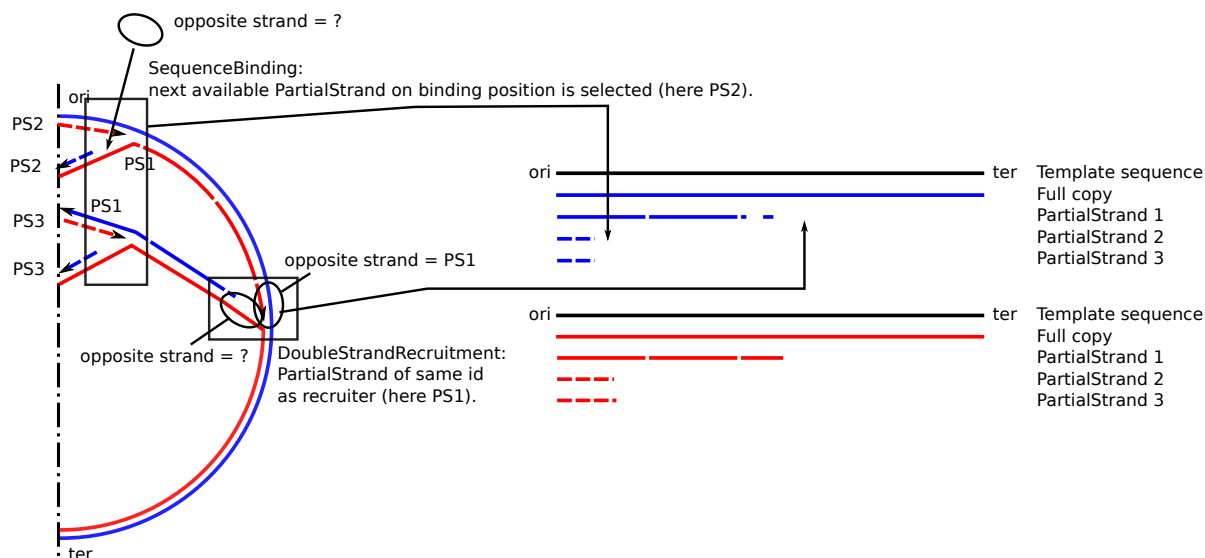 opposite strand = ?
SequenceBinding:
next available PartialStrand on binding position is selected (here PS2).
ori
PS2
PS2
PS1
PS1
PS3
PS3
opposite strand = PS1
opposite strand = ?
DoubleStrandRecruitment:
PartialStrand of same id
as recruiter (here PS1).
ter
ori ter Template sequence
Full copy
PartialStrand 1
PartialStrand 2
PartialStrand 3
ori ter Template sequence
Full copy
PartialStrand 1
PartialStrand 2
PartialStrand 3